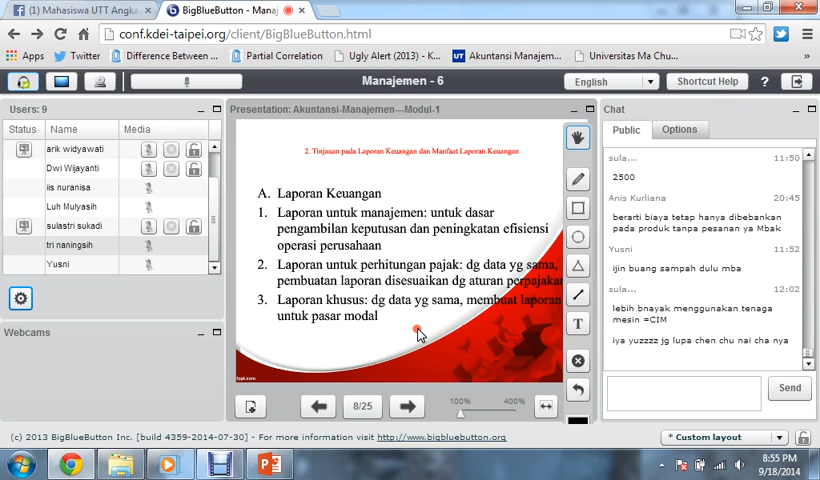 (1) Mahasiswa UTT Angka
BigBlueButton - Manaj
conf.kdei-taipei.org/client/BigBlueButton.html
Apps
Twitter
Difference Between ...
Partial Correlation
Ugly Alert (2013) - K...
UT Akuntansi Manajem...
Universitas Ma Chu...
Manajemen - 6
English
Shortcut Help
?
Users: 9
Status Name Media
arik widyawati
Dwi Wijayanti
iis nuranisa
Luh Mulyasih
sulastri sukadi
tri naningsih
Yusni
Webcams
Presentation: Akuntansi-Manajemen---Modul-1
2. Tinjauan pada Laporan Keuangan dan Manfaat Laporan Keuangan
A. Laporan Keuangan
1. Laporan untuk manajemen: untuk dasar
pengambilan keputusan dan peningkatan efisiensi
operasi perusahaan
2. Laporan untuk perhitungan pajak: dg data yg sama,
pembuatan laporan disesuaikan dg aturan perpajakan
3. Laporan khusus: dg data yg sama, membuat laporan
untuk pasar modal
T
8/25
100% 400%
Chat
Public Options
sula... 11:50
2500
Anis Kurliana 20:45
berarti biaya tetap hanya dibebankan
pada produk tanpa pesanan ya Mbak
Yusni 11:52
ijin buang sampah dulu mba
sula... 12:02
lebih bnayak menggunakan tenaga
mesin =CIM
iya yuzzzz jg lupa chen chu nai cha nya
Send
(c) 2013 BigBlueButton Inc. [build 4359-2014-07-30] - For more information visit http://www.bigbluebutton.org
* Custom layout
8:55 PM
9/18/2014